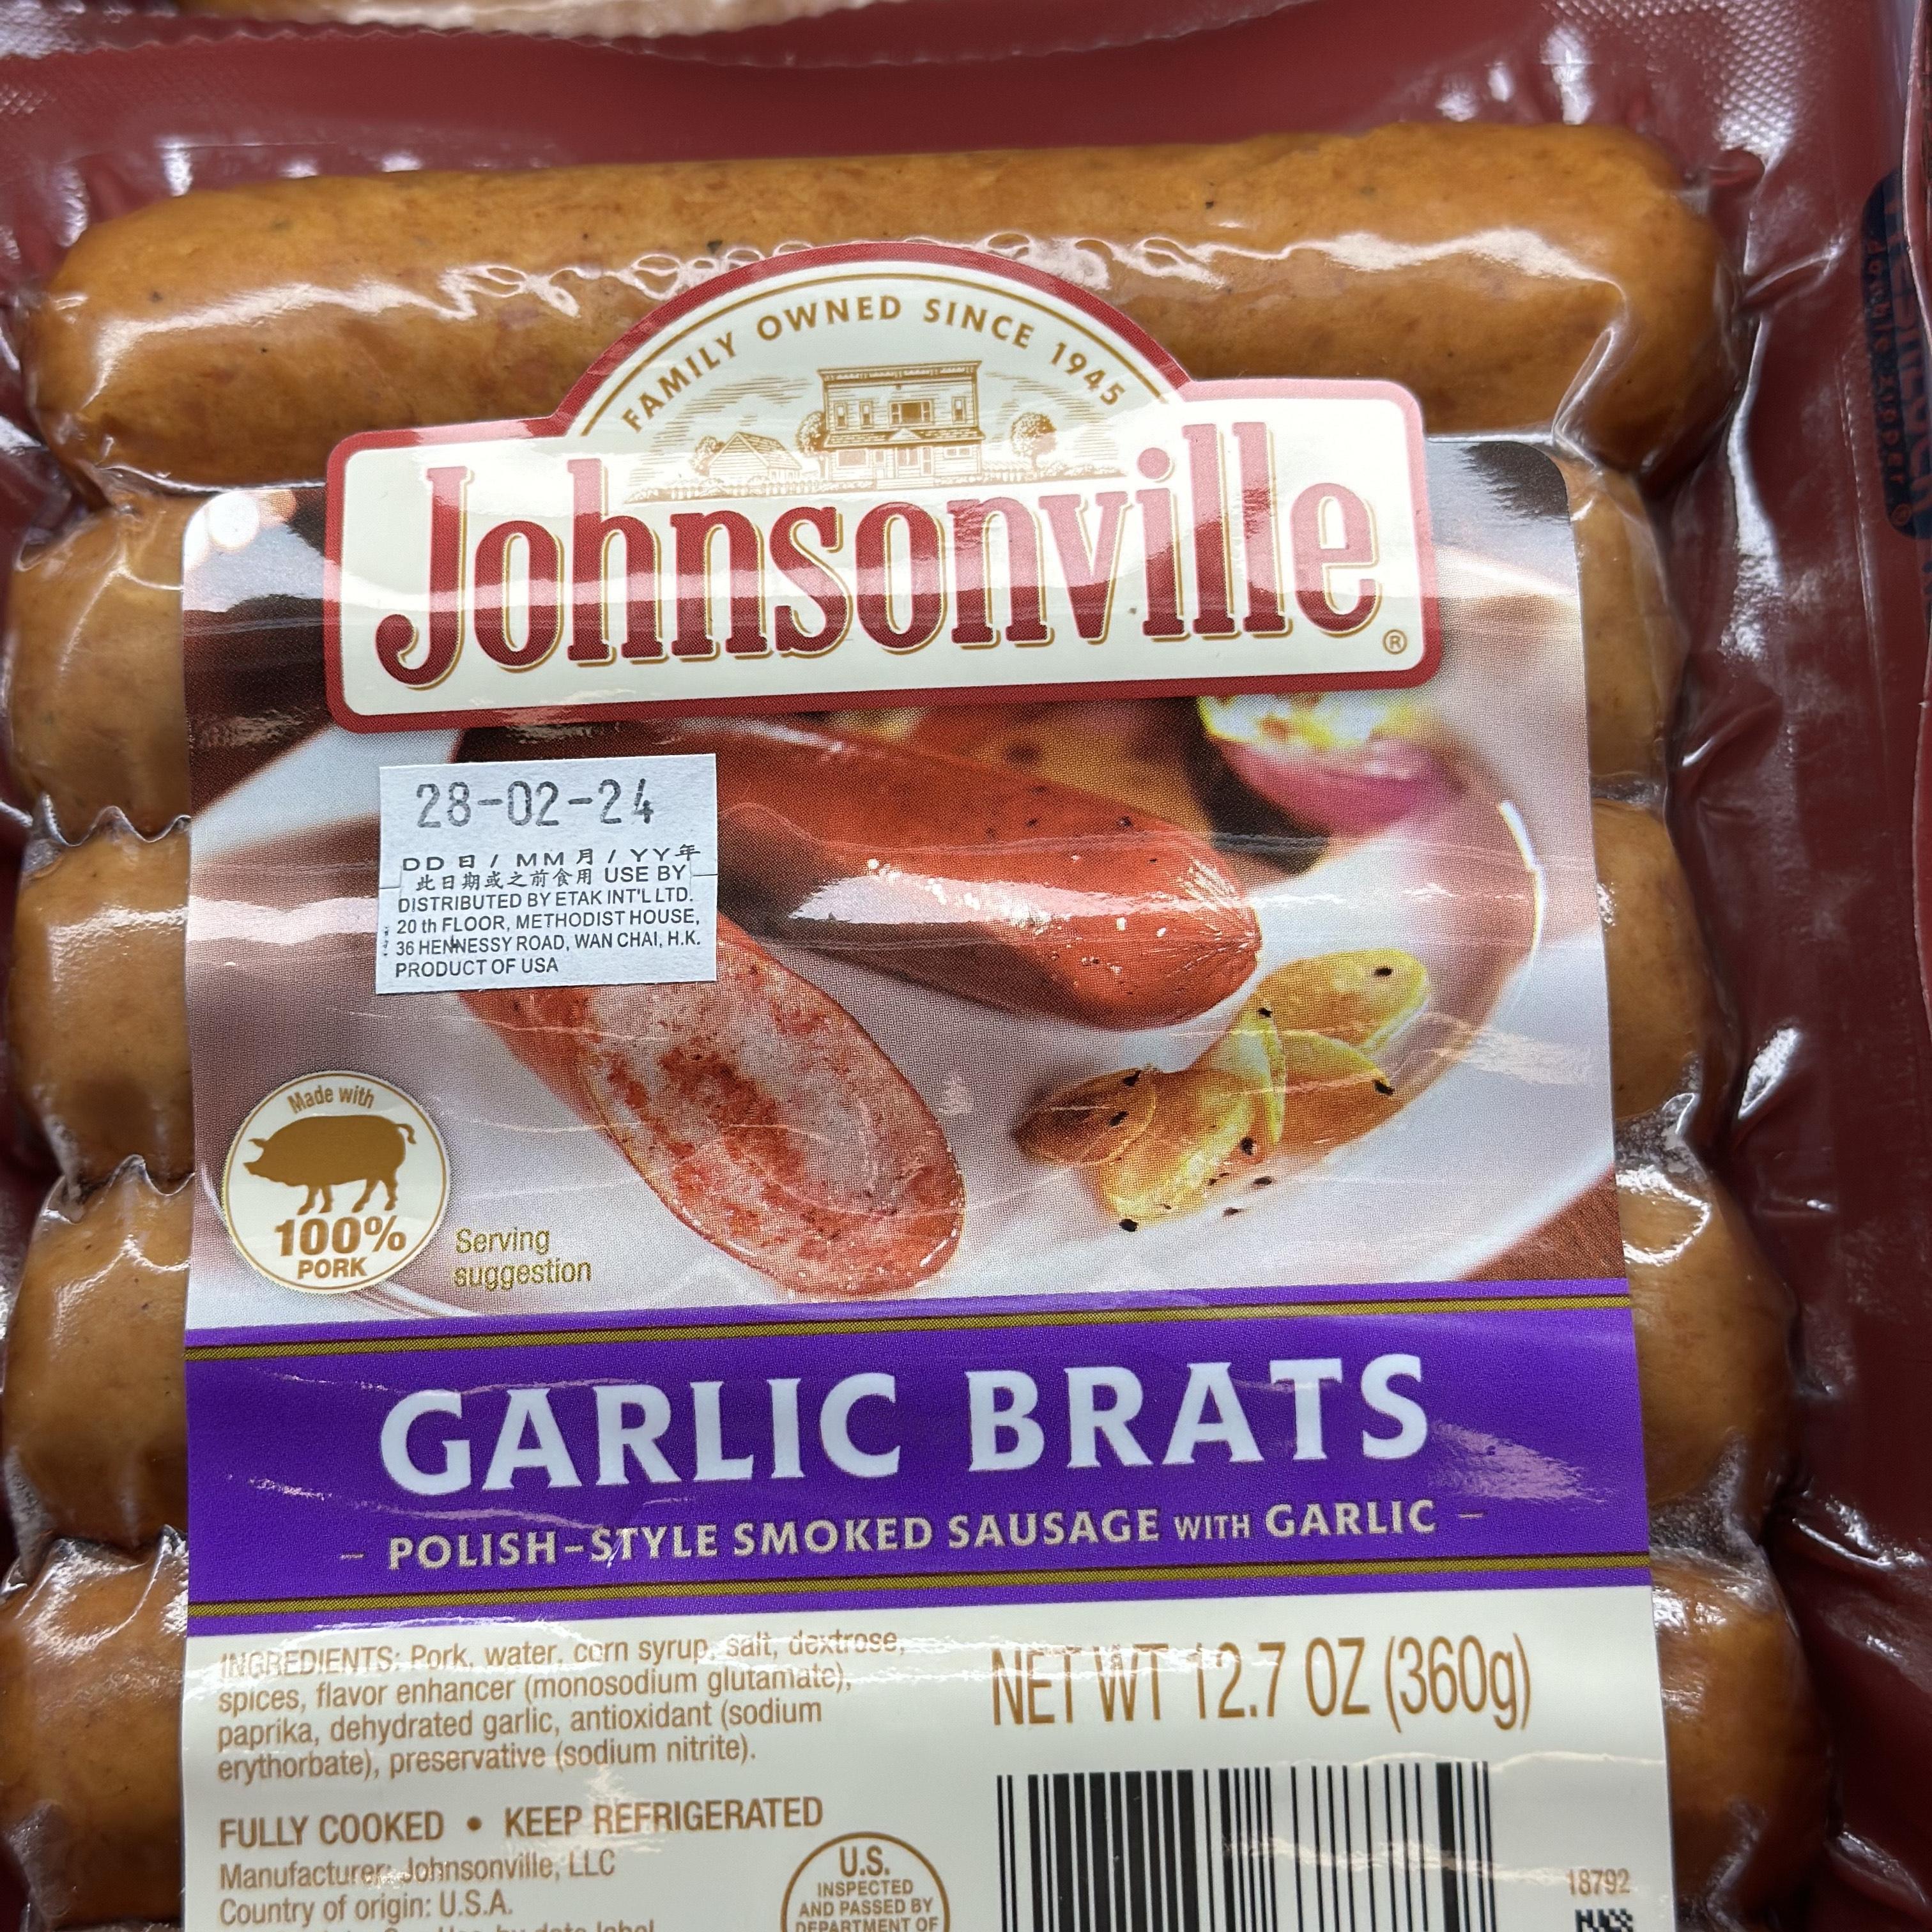 FAMILY OWNED SINCE 1945
Johnsonville®
28-02-24
DD日/MM月/YY年
此日期或之前食用 USE BY
DISTRIBUTED BY ETAK INT'L LTD.
20 th FLOOR, METHODIST HOUSE,
36 HENNESSY ROAD, WAN CHAI, H.K.
PRODUCT OF USA
Made with
100%
PORK
Serving
suggestion
GARLIC BRATS
– POLISH-STYLE SMOKED SAUSAGE WITH GARLIC –
INGREDIENTS: Pork, water, corn syrup, salt, dextrose,
spices, flavor enhancer (monosodium glutamate),
paprika, dehydrated garlic, antioxidant (sodium
erythorbate), preservative (sodium nitrite).
NET WT 12.7 OZ (360g)
FULLY COOKED • KEEP REFRIGERATED
Manufacturer: Johnsonville, LLC
Country of origin: U.S.A.
U.S.
INSPECTED
AND PASSED BY
DEPARTMENT OF
18792